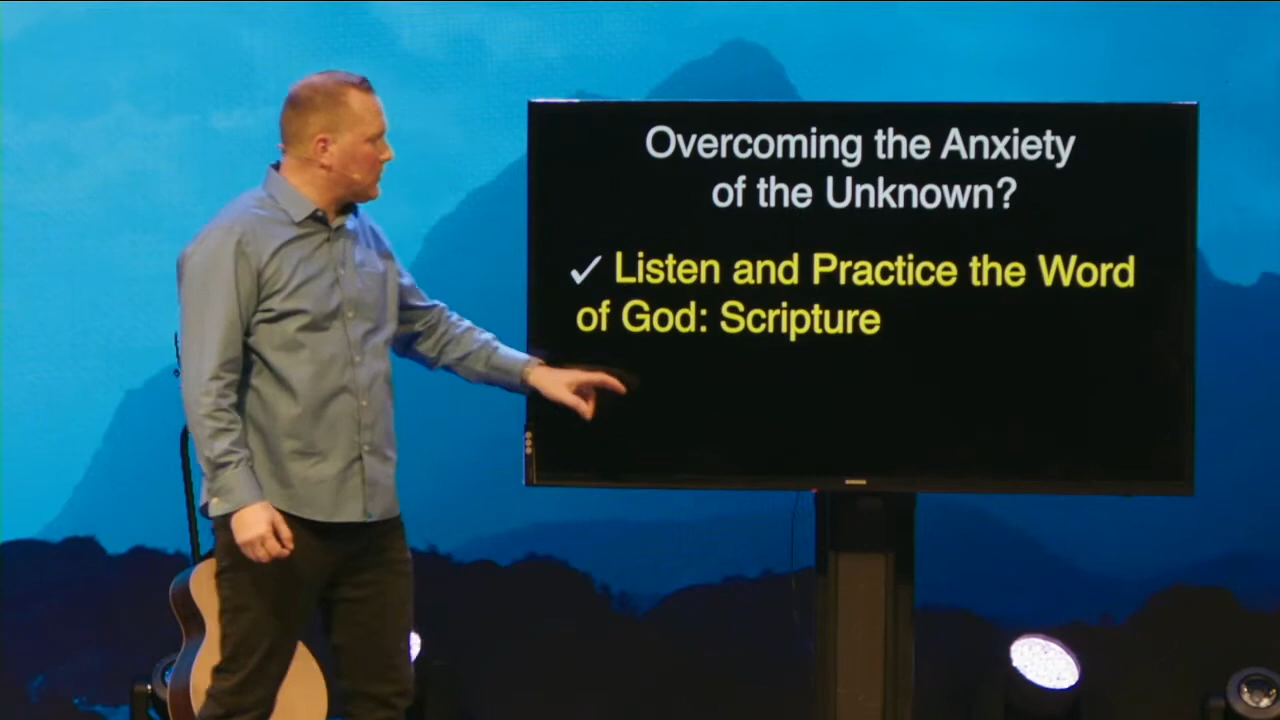 Overcoming the Anxiety
of the Unknown?
✓ Listen and Practice the Word
of God: Scripture